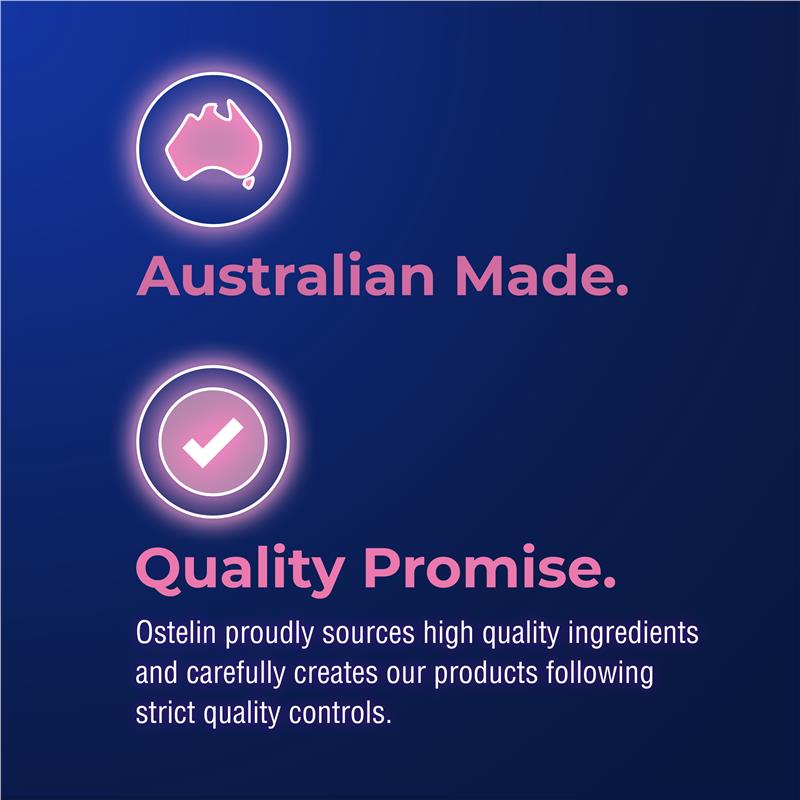 Australian Made.
Quality Promise.
Ostelin proudly sources high quality ingredients
and carefully creates our products following
strict quality controls.